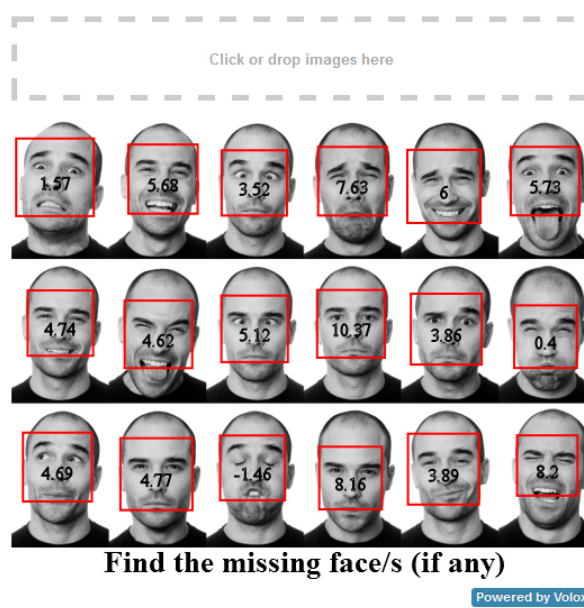 Click or drop images here
1.57 5.68 3.52 7.63 6 5.73
4.74 4.62 5.12 10.37 3.86 0.4
4.69 4.77 -1.46 8.16 3.89 8.2
Find the missing face/s (if any)
Powered by Volox